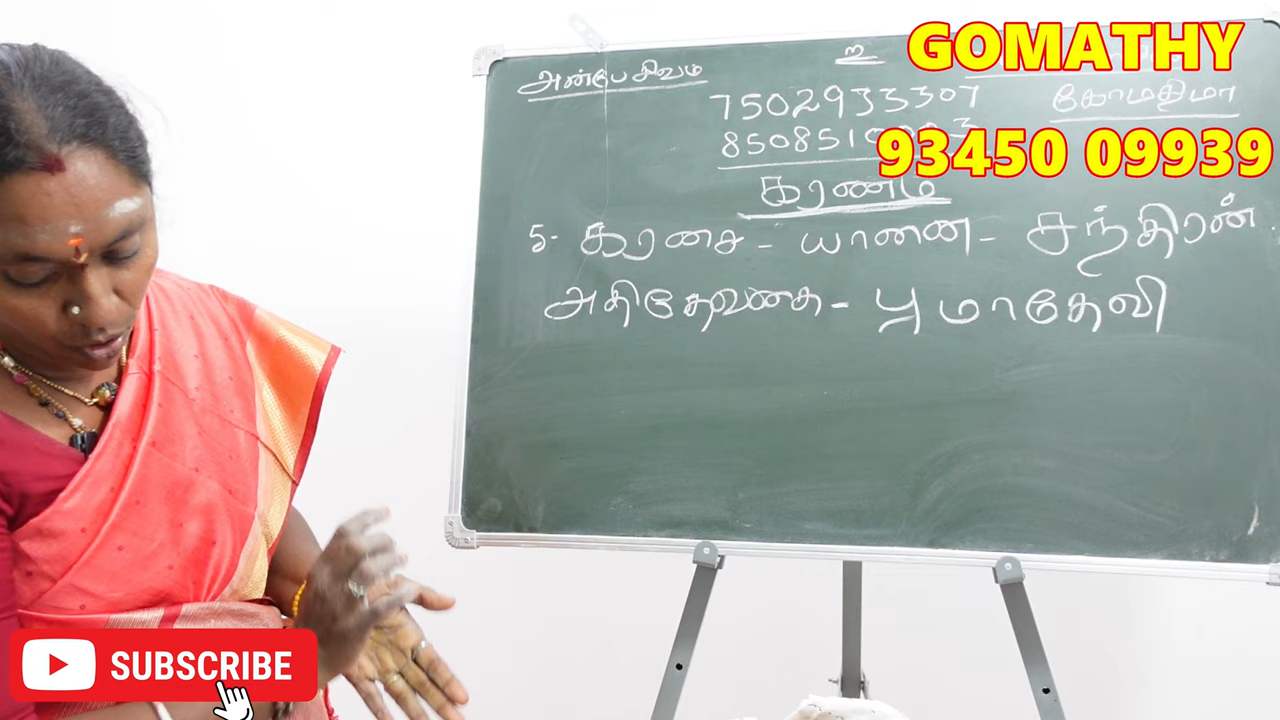 அன்பே சிவம்
உ
GOMATHY
7502933307
கோமதிமா
93450 09939
கரணம்
5- கரசை - யானை - சந்திரன்
அதிதேவதை - பூமாதேவி
SUBSCRIBE